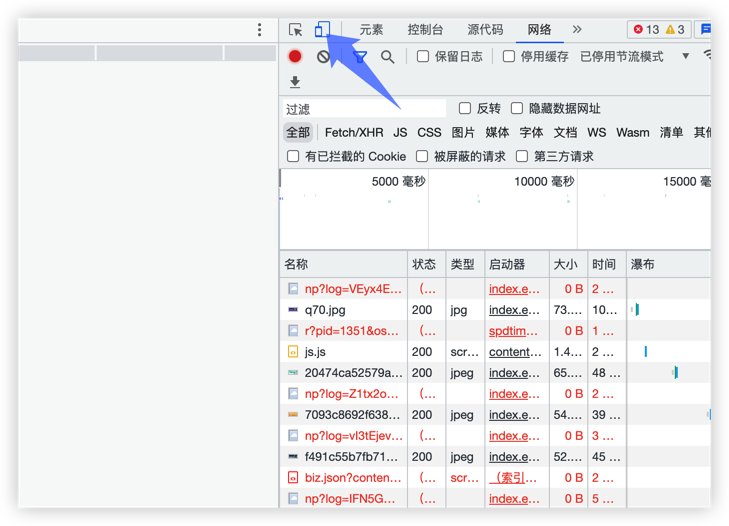 元素 控制台 源代码 网络 13 3
保留日志 停用缓存 已停用节流模式
过滤 反转 隐藏数据网址
全部 Fetch/XHR JS CSS 图片 媒体 字体 文档 WS Wasm 清单
有已拦截的 Cookie 被屏蔽的请求 第三方请求
5000 毫秒 10000 毫秒 15000
名称 状态 类型 启动器 大小 时间 瀑布
np?log=VEyx4E… (… index.e… 0 B 2 …
q70.jpg 200 jpg index.e… 73.… 10…
r?pid=1351&os… (… spdtim… 0 B 1 …
js.js 200 scr… content… 1.4… 2 …
20474ca52579a… 200 jpeg index.e… 65.… 48 …
np?log=Z1tx2o… (… index.e… 0 B 2 …
7093c8692f638… 200 jpeg index.e… 54.… 39 …
np?log=vI3tEjev… (… index.e… 0 B 3 …
f491c55b7fb71… 200 jpeg index.e… 52.… 45 …
biz.json?conten… (… scr… （索引… 0 B 2 …
np?log=IFN5G… (… index.e… 0 B 5 …